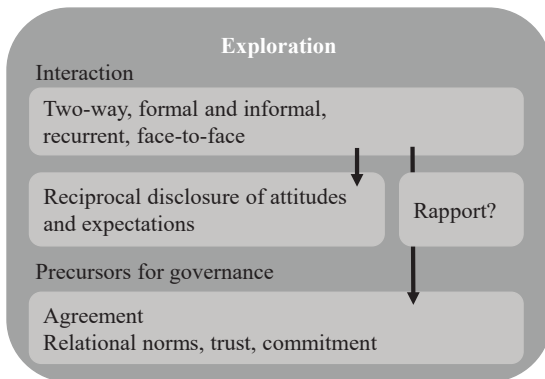 Exploration
Interaction
Two-way, formal and informal,
recurrent, face-to-face
Reciprocal disclosure of attitudes
and expectations
Rapport?
Precursors for governance
Agreement
Relational norms, trust, commitment